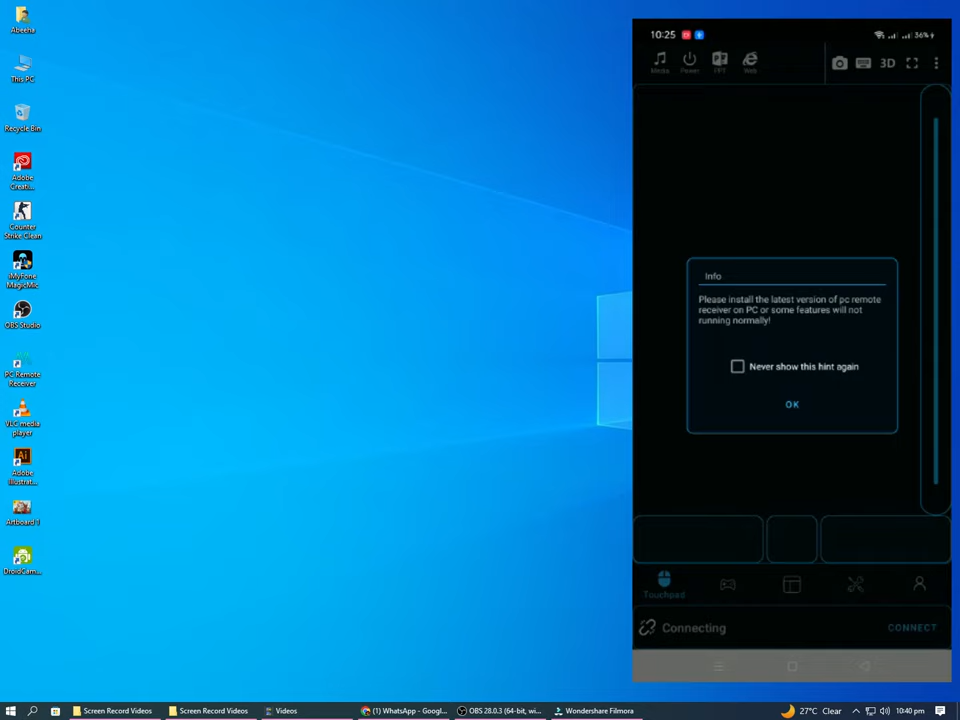 Abeeha
This PC
Recycle Bin
Adobe
Creati...
Counter
Strike Clean
iMyFone
MagicMic
OBS Studio
PC Remote
Receiver
VLC media
player
Adobe
Illustrat...
Artboard 1
DroidCam...
10:25
36%
Media
Power
PPT
Web
3D
Info
Please install the latest version of pc remote
receiver on PC or some features will not
running normally!
Never show this hint again
OK
Touchpad
Connecting
CONNECT
Screen Record Videos
Screen Record Videos
Videos
(1) WhatsApp - Googl...
OBS 28.0.3 (64-bit, wi...
Wondershare Filmora
27°C Clear
10:40 pm